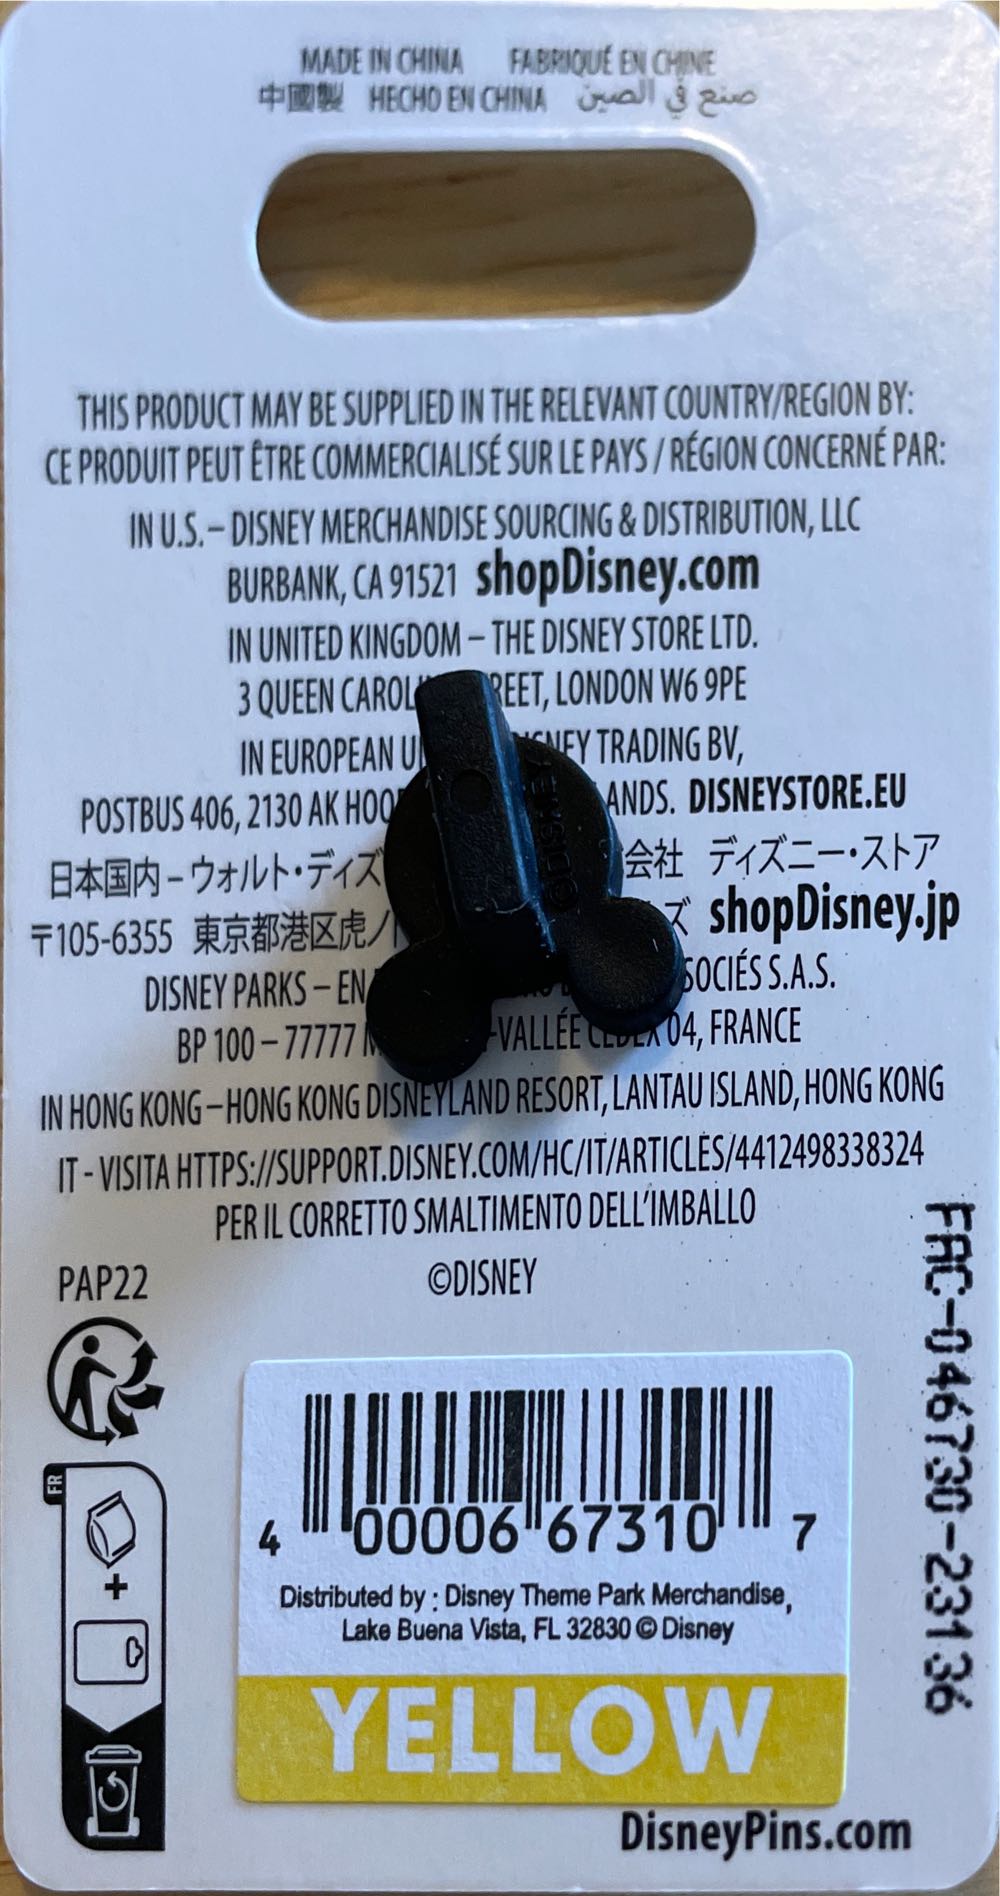 MADE IN CHINA FABRIQUÉ EN CHINE
中國製 HECHO EN CHINA صنع في الصين
THIS PRODUCT MAY BE SUPPLIED IN THE RELEVANT COUNTRY/REGION BY:
CE PRODUIT PEUT ÊTRE COMMERCIALISÉ SUR LE PAYS / RÉGION CONCERNÉ PAR:
IN U.S. – DISNEY MERCHANDISE SOURCING & DISTRIBUTION, LLC
BURBANK, CA 91521 shopDisney.com
IN UNITED KINGDOM – THE DISNEY STORE LTD.
3 QUEEN LONDON W6 9PE
IN EUROPEAN TRADING BV,
POSTBUS 406, 2130 AK DISNEYSTORE.EU
日本国内 – ウォルト・ディズ 会社 ディズニー・ストア
〒105-6355 東京都港区虎ノ ズ shopDisney.jp
DISNEY PARKS – EN S.A.S.
BP 100 – 77777 -VALLÉE CEDEX 04, FRANCE
©DISNEY
IN HONG KONG – HONG KONG DISNEYLAND RESORT, LANTAU ISLAND, HONG KONG
IT - VISITA HTTPS://SUPPORT.DISNEY.COM/HC/IT/ARTICLES/4412498338324
PER IL CORRETTO SMALTIMENTO DELL'IMBALLO
PAP22 ©DISNEY
FAC-046730-23136
FR
+
4 00006 67310 7
Distributed by : Disney Theme Park Merchandise,
Lake Buena Vista, FL 32830 © Disney
YELLOW
DisneyPins.com